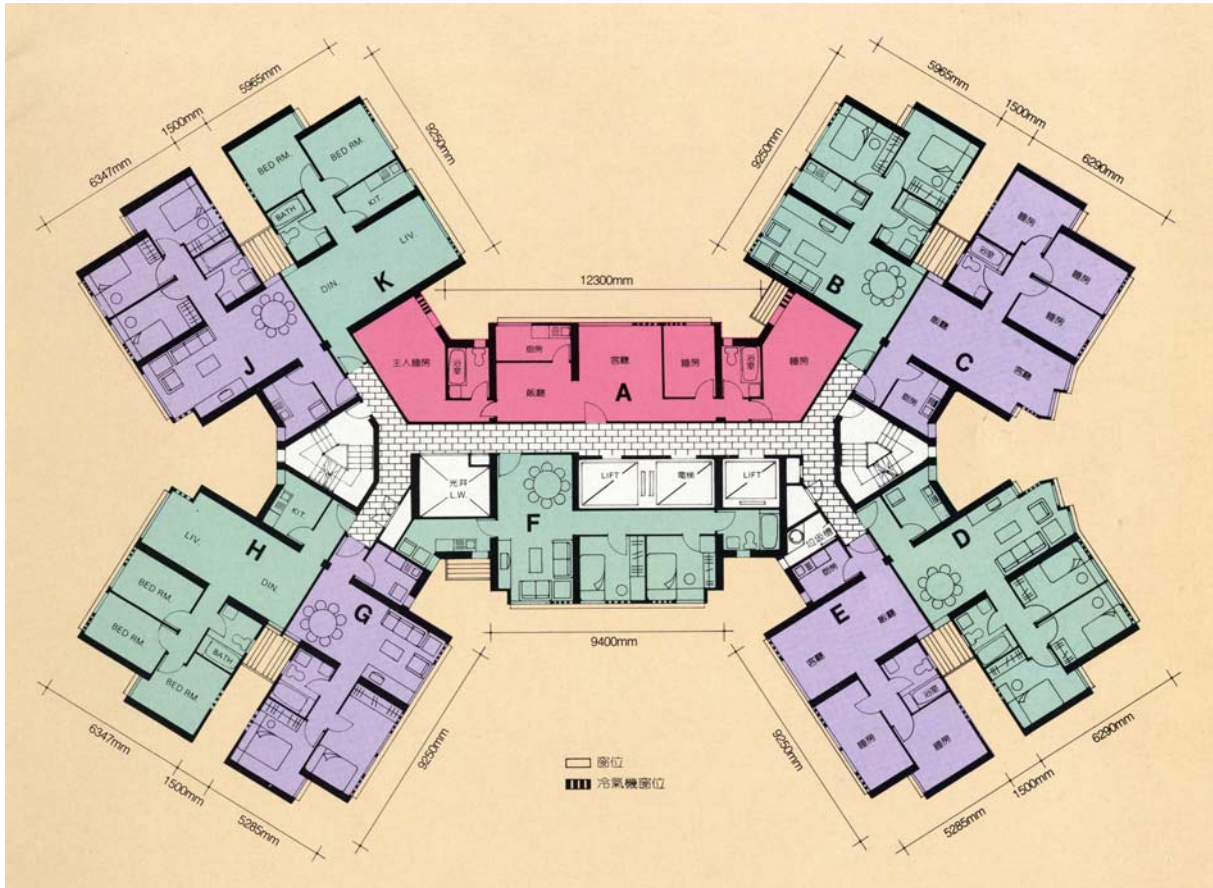 5965mm
1500mm
6347mm
9250mm
BED RM.
BED RM.
BATH
KIT.
LIV.
DIN.
K
J
12300mm
9250mm
5965mm
1500mm
6290mm
B
睡房
浴室
睡房
睡房
飯廳
C
客廳
廚房
主人睡房
浴室
廚房
飯廳
客廳
睡房
A
浴室
睡房
光井
L.W.
LIFT
電梯
LIFT
F
9400mm
KIT.
LIV.
H
DIN.
BED RM.
BED RM.
BATH
BED RM.
G
6347mm
1500mm
5285mm
9250mm
垃圾槽
廚房
D
E
飯廳
客廳
浴室
睡房
睡房
9250mm
6290mm
1500mm
5285mm
窗位
冷氣機窗位